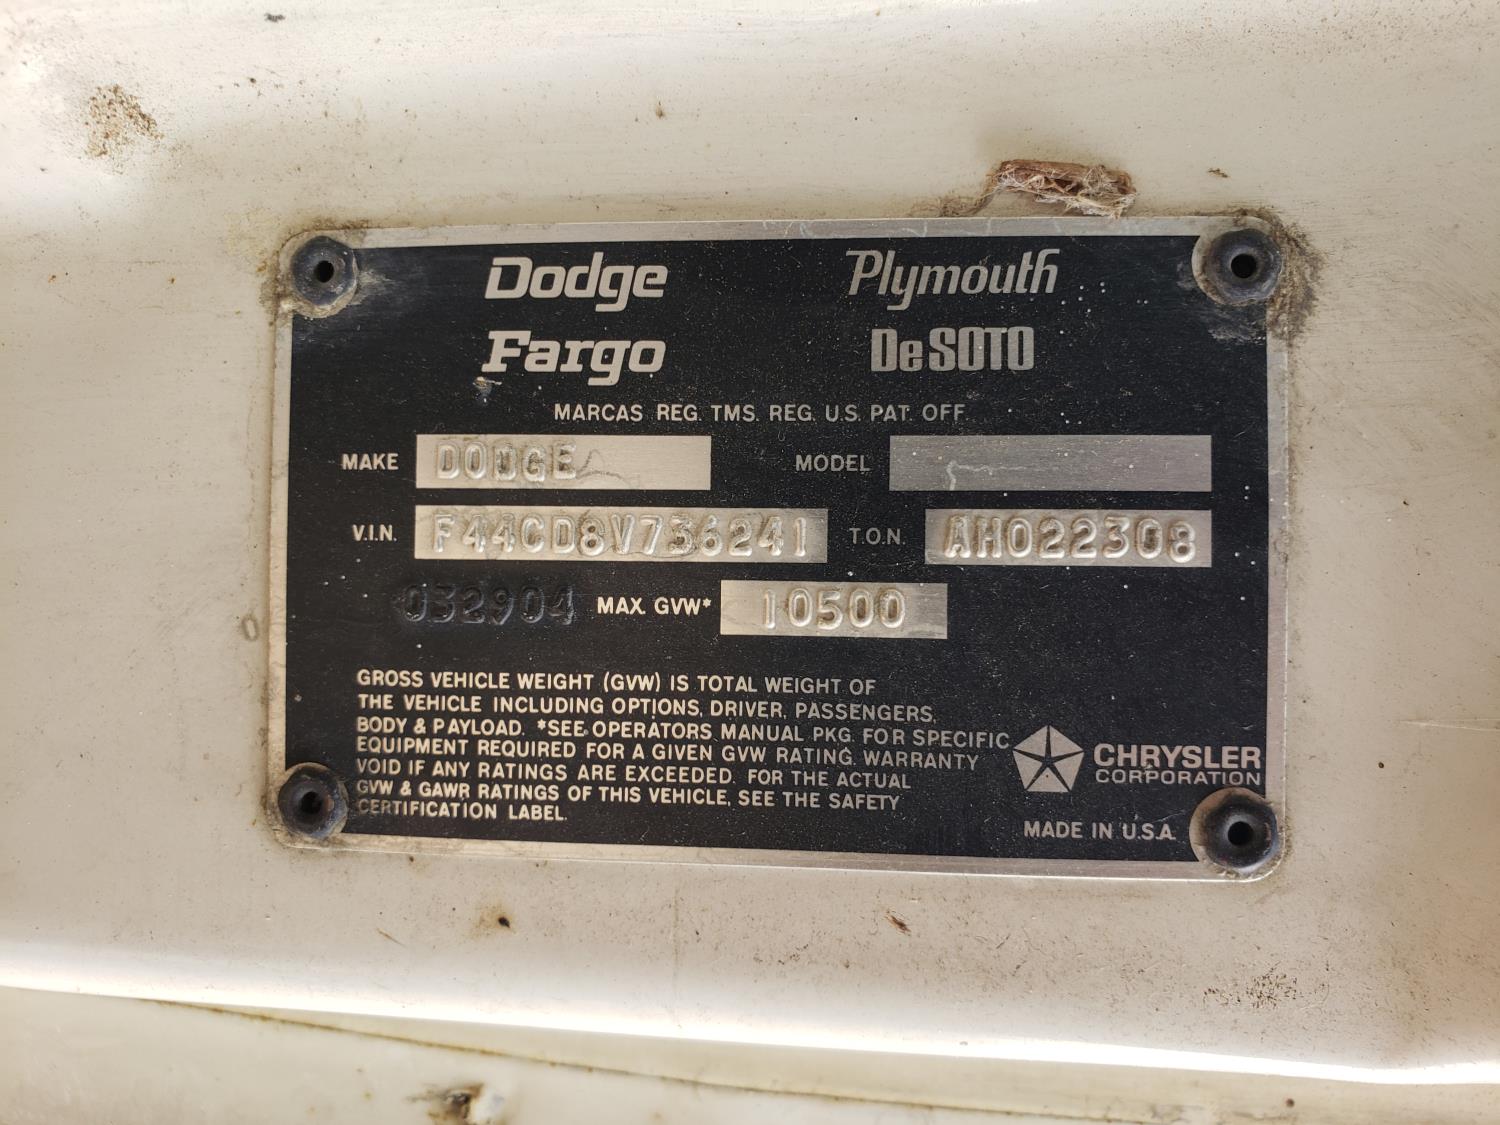 Dodge Plymouth
Fargo DeSOTO
MARCAS REG. TMS. REG. U.S. PAT. OFF.
MAKE DODGE MODEL
V.I.N. F44CD8V736241 T.O.N. AH022308
032904 MAX. GVW* 10500
GROSS VEHICLE WEIGHT (GVW) IS TOTAL WEIGHT OF
THE VEHICLE INCLUDING OPTIONS, DRIVER, PASSENGERS,
BODY & PAYLOAD. *SEE OPERATORS MANUAL PKG. FOR SPECIFIC
EQUIPMENT REQUIRED FOR A GIVEN GVW RATING. WARRANTY
VOID IF ANY RATINGS ARE EXCEEDED. FOR THE ACTUAL
GVW & GAWR RATINGS OF THIS VEHICLE, SEE THE SAFETY
CERTIFICATION LABEL.
CHRYSLER
CORPORATION
MADE IN U.S.A.